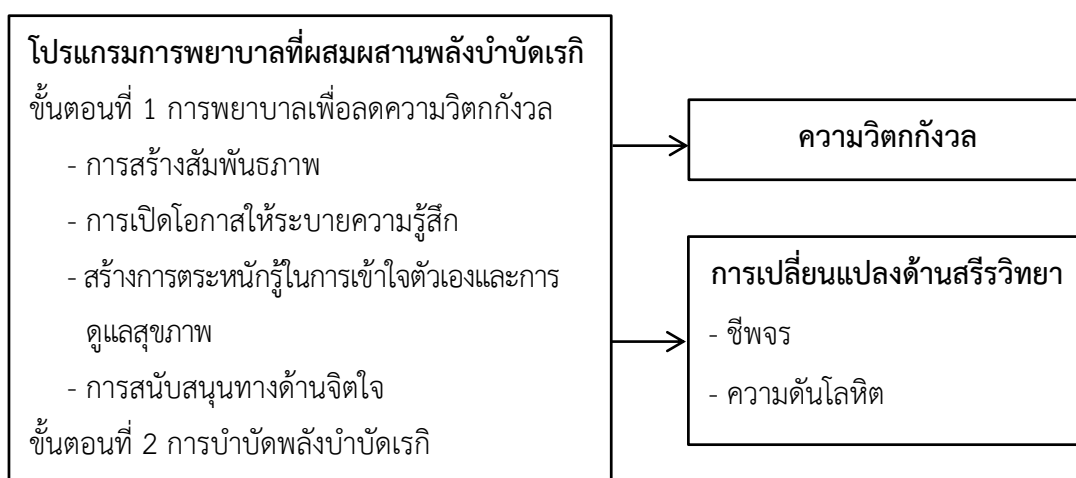 โปรแกรมการพยาบาลที่ผสมผสานพลังบำบัดเรกิ
ขั้นตอนที่ 1 การพยาบาลเพื่อลดความวิตกกังวล
- การสร้างสัมพันธภาพ
- การเปิดโอกาสให้ระบายความรู้สึก
- สร้างการตระหนักรู้ในการเข้าใจตัวเองและการ
ดูแลสุขภาพ
- การสนับสนุนทางด้านจิตใจ
ขั้นตอนที่ 2 การบำบัดพลังบำบัดเรกิ
ความวิตกกังวล
การเปลี่ยนแปลงด้านสรีรวิทยา
- ชีพจร
- ความดันโลหิต